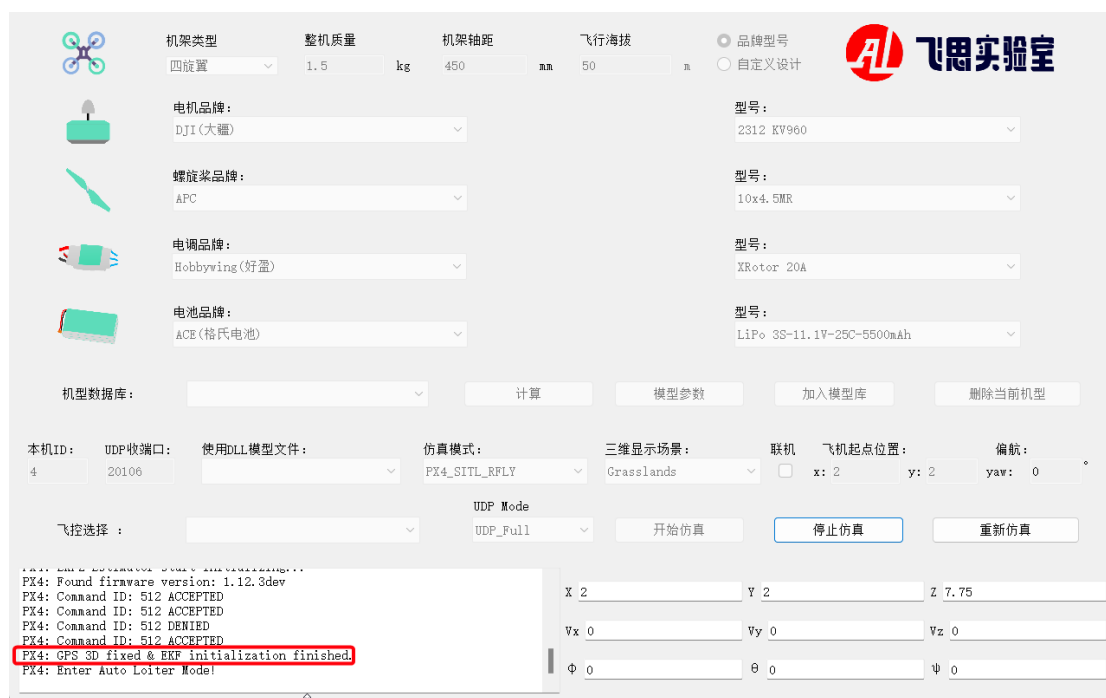 机架类型 整机质量 机架轴距 飞行海拔 品牌型号
四旋翼 1.5 kg 450 mm 50 m 自定义设计
飞思实验室
电机品牌: 型号:
DJI(大疆) 2312 KV960
螺旋桨品牌: 型号:
APC 10x4.5MR
电调品牌: 型号:
Hobbywing(好盈) XRotor 20A
电池品牌: 型号:
ACE(格氏电池) LiPo 3S-11.1V-25C-5500mAh
机型数据库: 计算 模型参数 加入模型库 删除当前机型
本机ID: UDP收端口: 使用DLL模型文件: 仿真模式: 三维显示场景: 联机 飞机起点位置: 偏航:
4 20106 PX4_SITL_RFLY Grasslands x: 2 y: 2 yaw: 0 °
UDP Mode
飞控选择 : UDP_Full 开始仿真 停止仿真 重新仿真
PX4: Found firmware version: 1.12.3dev
PX4: Command ID: 512 ACCEPTED
PX4: Command ID: 512 ACCEPTED
PX4: Command ID: 512 DENIED
PX4: Command ID: 512 ACCEPTED
PX4: GPS 3D fixed & EKF initialization finished.
PX4: Enter Auto Loiter Mode!
X 2 Y 2 Z 7.75
Vx 0 Vy 0 Vz 0
Φ 0 θ 0 ψ 0